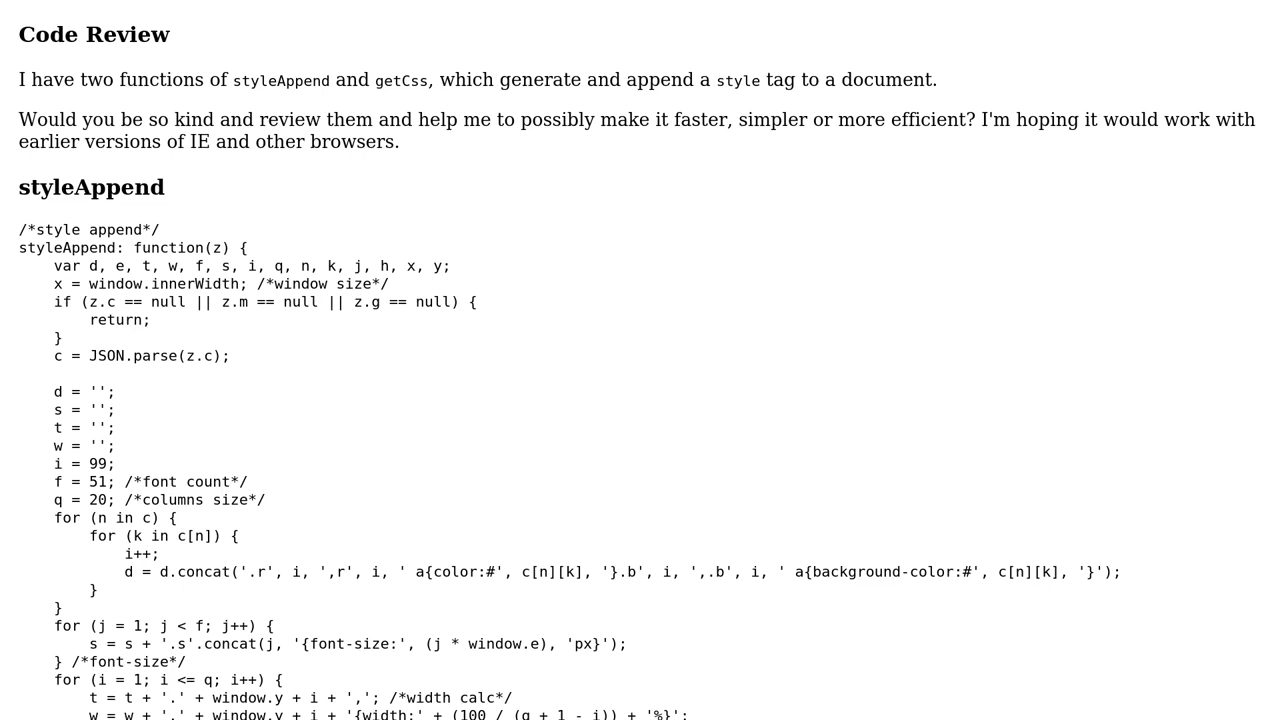 Code Review
I have two functions of styleAppend and getCss, which generate and append a style tag to a document.
Would you be so kind and review them and help me to possibly make it faster, simpler or more efficient? I'm hoping it would work with
earlier versions of IE and other browsers.
styleAppend
/*style append*/
styleAppend: function(z) {
    var d, e, t, w, f, s, i, q, n, k, j, h, x, y;
    x = window.innerWidth; /*window size*/
    if (z.c == null || z.m == null || z.g == null) {
        return;
    }
    c = JSON.parse(z.c);
    d = '';
    s = '';
    t = '';
    w = '';
    i = 99;
    f = 51; /*font count*/
    q = 20; /*columns size*/
    for (n in c) {
        for (k in c[n]) {
            i++;
            d = d.concat('.r', i, ',r', i, ' a{color:#', c[n][k], '}.b', i, ',.b', i, ' a{background-color:#', c[n][k], '}');
        }
    }
    for (j = 1; j < f; j++) {
        s = s + '.s'.concat(j, '{font-size:', (j * window.e), 'px}');
    } /*font-size*/
    for (i = 1; i <= q; i++) {
        t = t + '.' + window.y + i + ','; /*width calc*/
        w = w + '.' + window.y + i + '{width:' + (100 / (q + 1 - i)) + '%}';